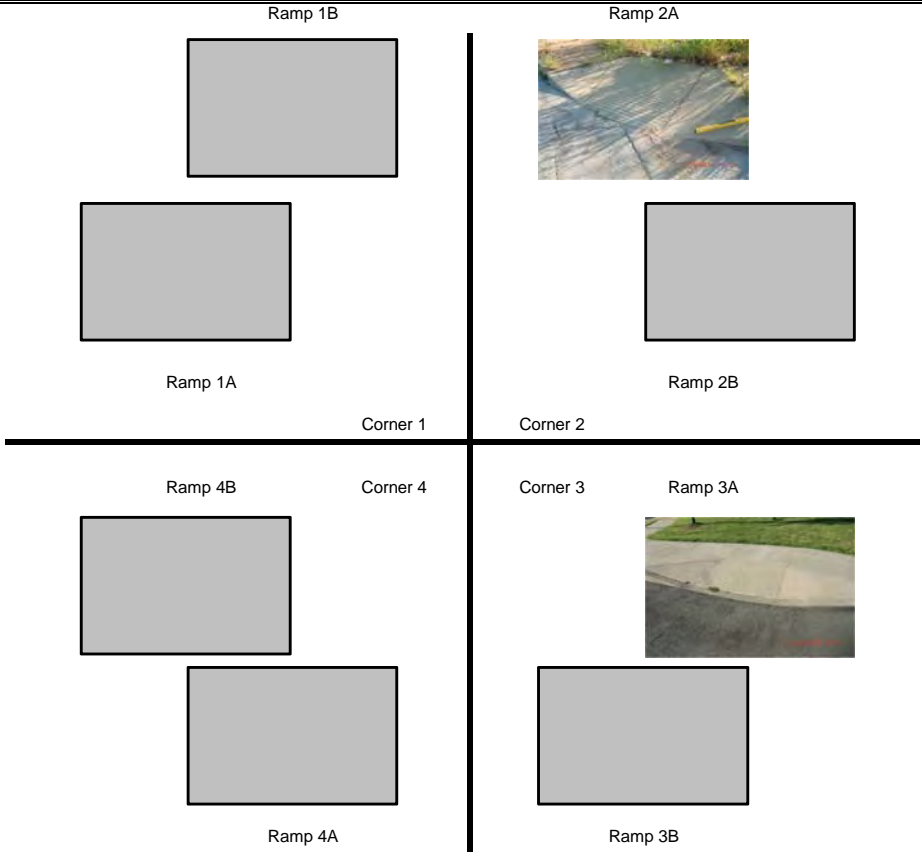 Ramp 1B
Ramp 2A
Ramp 1A
Ramp 2B
Corner 1
Corner 2
Ramp 4B
Corner 4
Corner 3
Ramp 3A
Ramp 4A
Ramp 3B